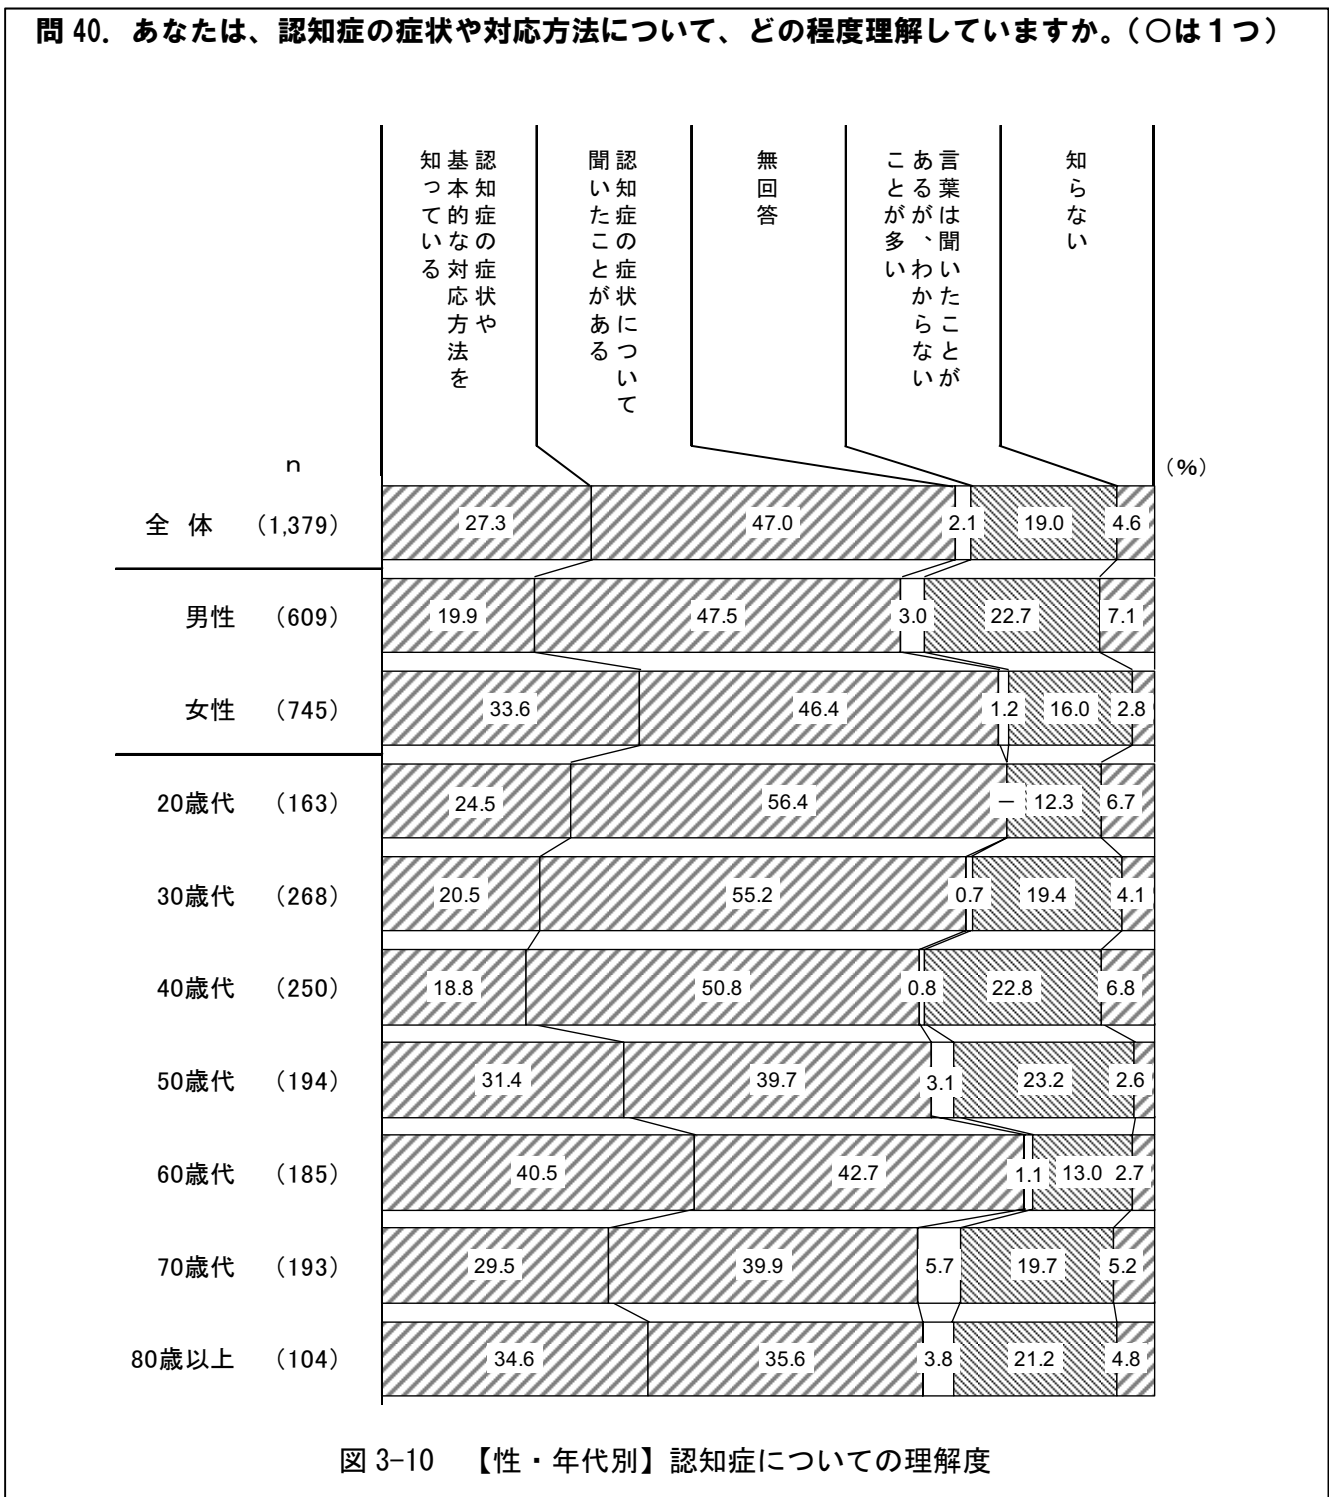 問 40．あなたは、認知症の症状や対応方法について、どの程度理解していますか。（○は１つ）
認知症の症状や
基本的な対応方法を
知っている
認知症の症状について
聞いたことがある
無回答
言葉は聞いたことが
あるが、わからない
ことが多い
知らない
ｎ
（％）
全 体 （1,379） 27.3 47.0 2.1 19.0 4.6
男性 （609） 19.9 47.5 3.0 22.7 7.1
女性 （745） 33.6 46.4 1.2 16.0 2.8
20歳代 （163） 24.5 56.4 － 12.3 6.7
30歳代 （268） 20.5 55.2 0.7 19.4 4.1
40歳代 （250） 18.8 50.8 0.8 22.8 6.8
50歳代 （194） 31.4 39.7 3.1 23.2 2.6
60歳代 （185） 40.5 42.7 1.1 13.0 2.7
70歳代 （193） 29.5 39.9 5.7 19.7 5.2
80歳以上 （104） 34.6 35.6 3.8 21.2 4.8
図 3-10 【性・年代別】認知症についての理解度